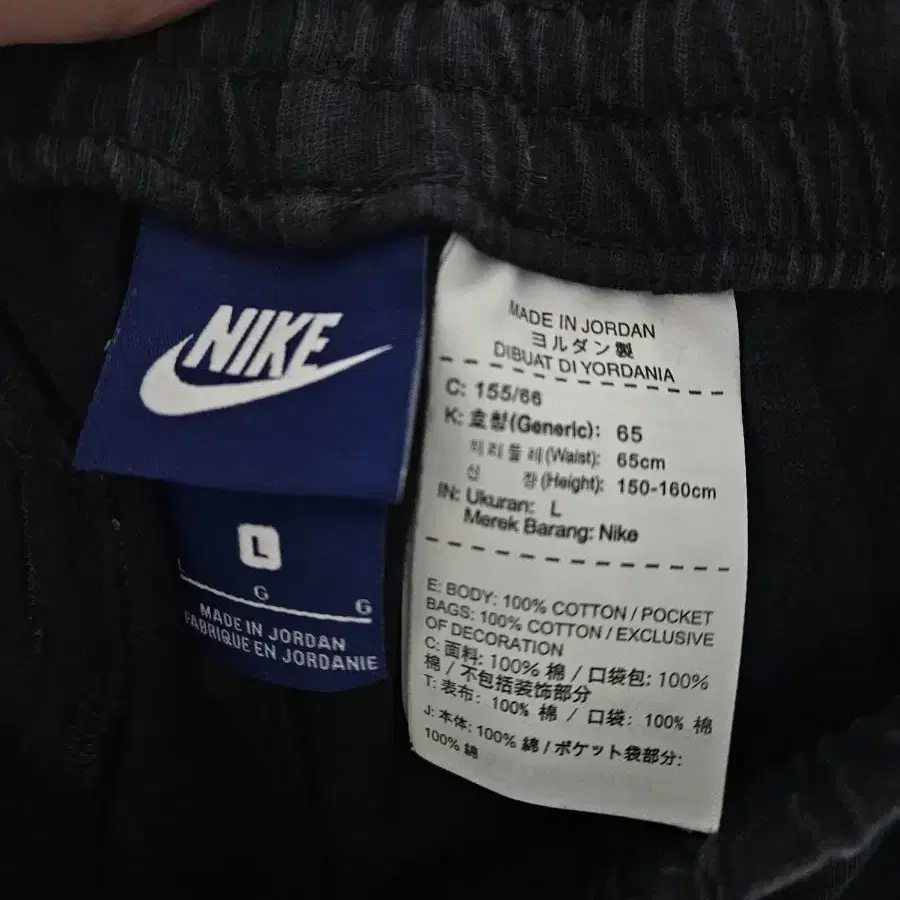 NIKE
L
L
G
G
MADE IN JORDAN
FABRIQUE EN JORDANIE
MADE IN JORDAN
ヨルダン製
DIBUAT DI YORDANIA
C: 155/66
K: 호칭(Generic): 65
허리둘레(Waist): 65cm
신 장(Height): 150-160cm
IN: Ukuran: L
Merek Barang: Nike
E: BODY: 100% COTTON / POCKET
BAGS: 100% COTTON / EXCLUSIVE
OF DECORATION
C: 面料: 100% 棉 / 口袋包: 100%
棉 / 不包括装饰部分
T: 表布: 100% 棉 / 口袋: 100% 棉
J: 本体: 100% 綿 / ポケット袋部分:
100% 綿